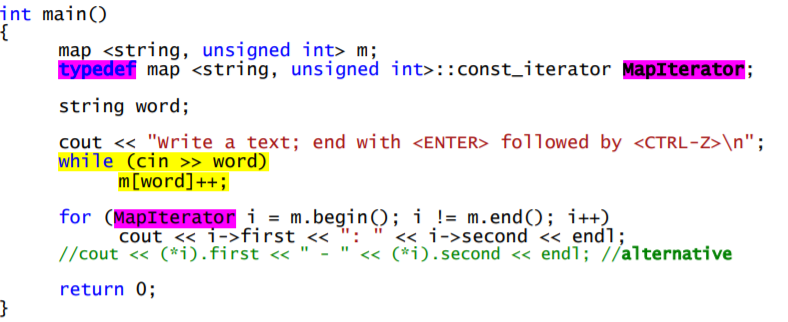 int main()
{
map <string, unsigned int> m;
typedef map <string, unsigned int>::const_iterator MapIterator;
string word;
cout << "Write a text; end with <ENTER> followed by <CTRL-Z>\n";
while (cin >> word)
m[word]++;
for (MapIterator i = m.begin(); i != m.end(); i++)
cout << i->first << ": " << i->second << endl;
//cout << (*i).first << " - " << (*i).second << endl; //alternative
return 0;
}